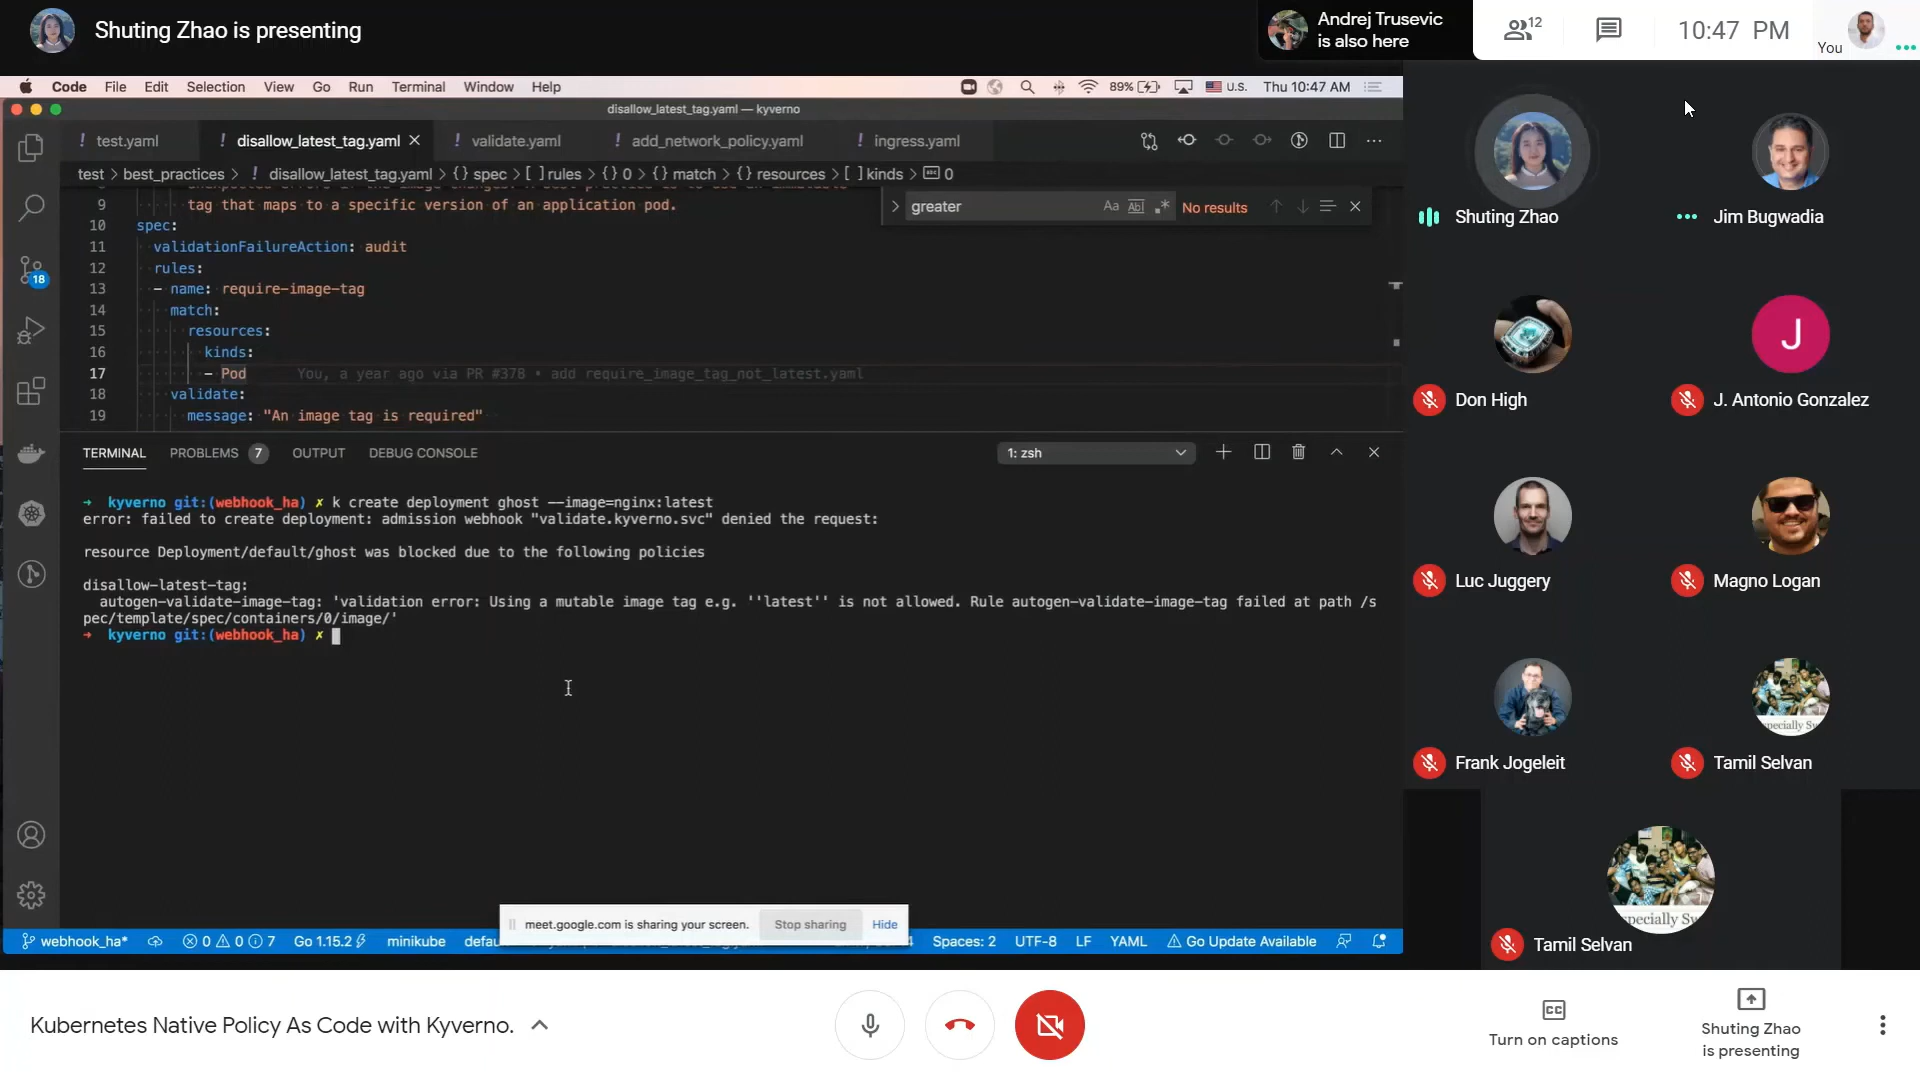 Shuting Zhao is presenting
Andrej Trusevic
is also here
12
10:47 PM
You
Code File Edit Selection View Go Run Terminal Window Help
89%
U.S.
Thu 10:47 AM
disallow_latest_tag.yaml — kyverno
! test.yaml
! disallow_latest_tag.yaml
! validate.yaml
! add_network_policy.yaml
! ingress.yaml
test > best_practices > ! disallow_latest_tag.yaml > {} spec > [ ] rules > {} 0 > {} match > {} resources > [ ] kinds > 0
greater
Aa
No results
9 tag that maps to a specific version of an application pod.
10 spec:
11 validationFailureAction: audit
12 rules:
13 - name: require-image-tag
14 match:
15 resources:
16 kinds:
17 - Pod You, a year ago via PR #378 • add require_image_tag_not_latest.yaml
18 validate:
19 message: "An image tag is required"
18
TERMINAL PROBLEMS 7 OUTPUT DEBUG CONSOLE
1: zsh
→ kyverno git:(webhook_ha) ✗ k create deployment ghost --image=nginx:latest
error: failed to create deployment: admission webhook "validate.kyverno.svc" denied the request:
resource Deployment/default/ghost was blocked due to the following policies
disallow-latest-tag:
autogen-validate-image-tag: 'validation error: Using a mutable image tag e.g. ''latest'' is not allowed. Rule autogen-validate-image-tag failed at path /s
pec/template/spec/containers/0/image/'
→ kyverno git:(webhook_ha) ✗
meet.google.com is sharing your screen. Stop sharing Hide
webhook_ha* 0 0 7 Go 1.15.2 minikube Spaces: 2 UTF-8 LF YAML Go Update Available
Shuting Zhao
Jim Bugwadia
Don High
J
J. Antonio Gonzalez
Luc Juggery
Magno Logan
Frank Jogeleit
Tamil Selvan
Tamil Selvan
Kubernetes Native Policy As Code with Kyverno.
CC
Turn on captions
Shuting Zhao
is presenting